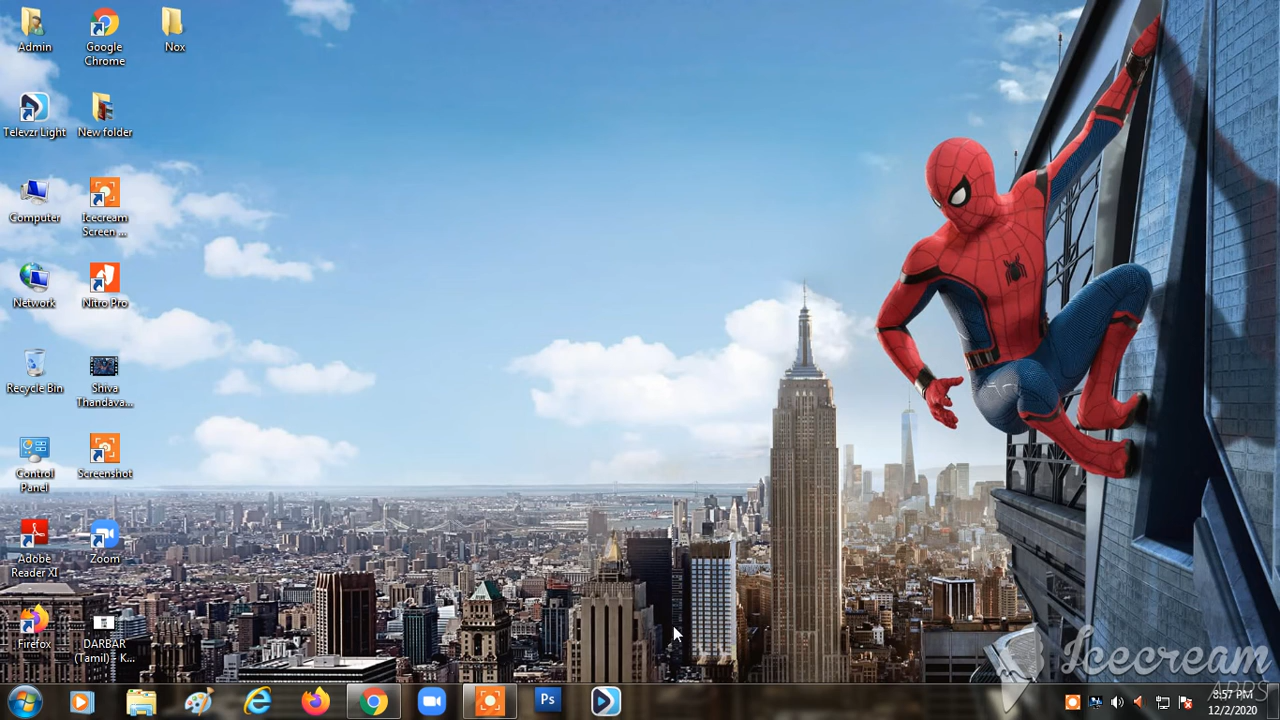 Admin
Google
Chrome
Nox
Televzr Light
New folder
Computer
Icecream
Screen ...
Network
Nitro Pro
Recycle Bin
Shiva
Thandava...
Control
Panel
Screenshot
Adobe
Reader XI
Zoom
Firefox
DARBAR
(Tamil) - K...
Ps
Icecream
APPS
8:57 PM
12/2/2020